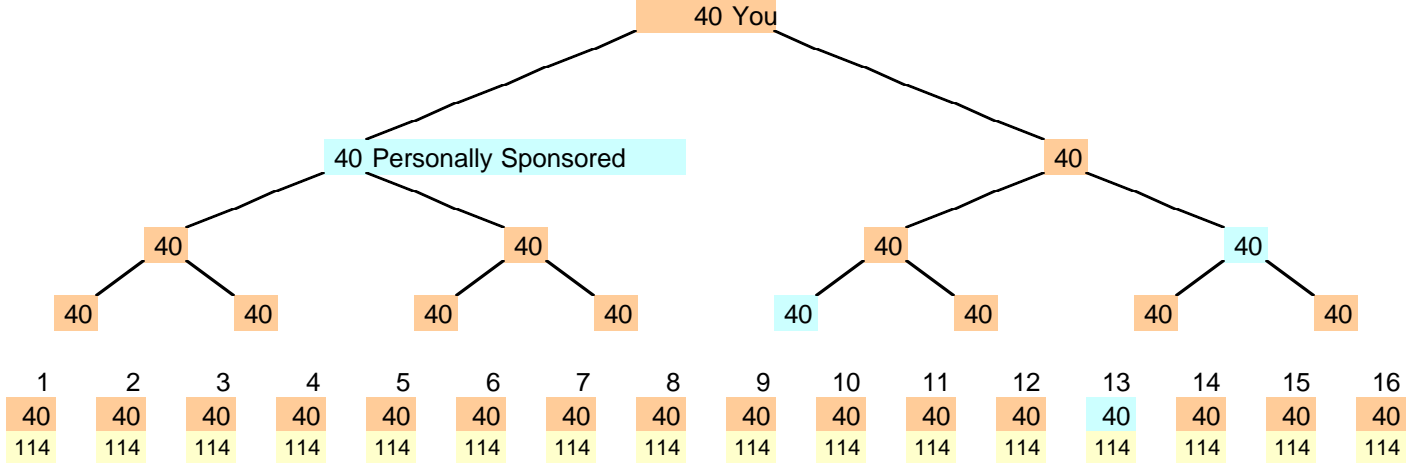 40 You
40 Personally Sponsored 40
40 40 40 40
40 40 40 40 40 40 40 40
1 2 3 4 5 6 7 8 9 10 11 12 13 14 15 16
40 40 40 40 40 40 40 40 40 40 40 40 40 40 40 40
114 114 114 114 114 114 114 114 114 114 114 114 114 114 114 114